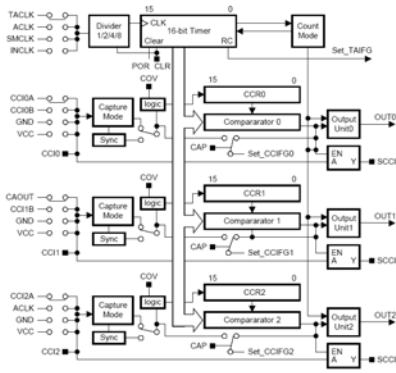 15 0
TACLK
ACLK
SMCLK
INCLK
Divider
1/2/4/8
CLK
16-bit Timer
Clear RC
Count
Mode
Set_TAIFG
POR CLR
COV
logic
15 0
CCR0
Compararator 0
CCI0A
CCI0B
GND
VCC
CCI0
Capture
Mode
Sync
CAP
Set_CCIFG0
Output
Unit0
OUT0
EN
A Y
SCCI
COV
logic
15 0
CCR1
Compararator 1
CAOUT
CCI1B
GND
VCC
CCI1
Capture
Mode
Sync
CAP
Set_CCIFG1
Output
Unit1
OUT1
EN
A Y
SCCI
COV
logic
15 0
CCR2
Compararator 2
CCI2A
ACLK
GND
VCC
CCI2
Capture
Mode
Sync
CAP
Set_CCIFG2
Output
Unit2
OUT2
EN
A Y
SCCI